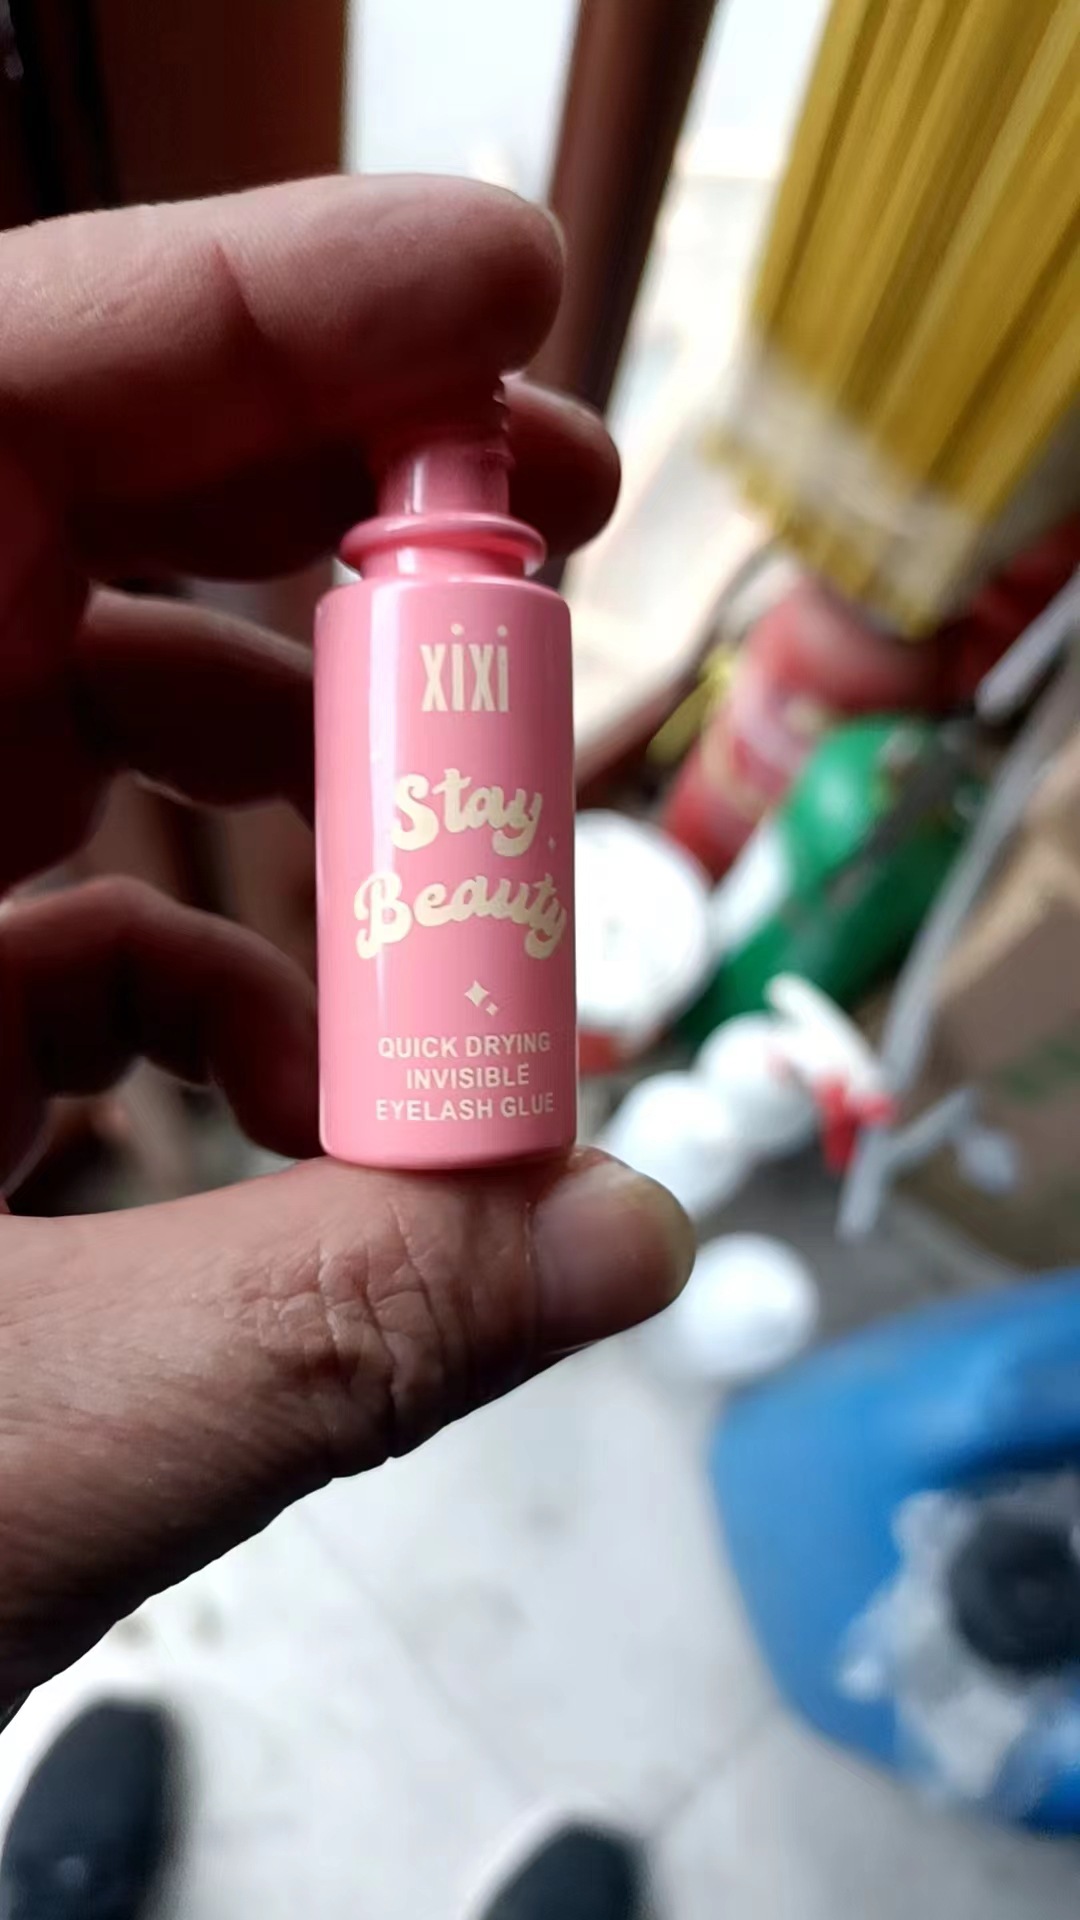 xixi
Stay
Beauty
QUICK DRYING
INVISIBLE
EYELASH GLUE